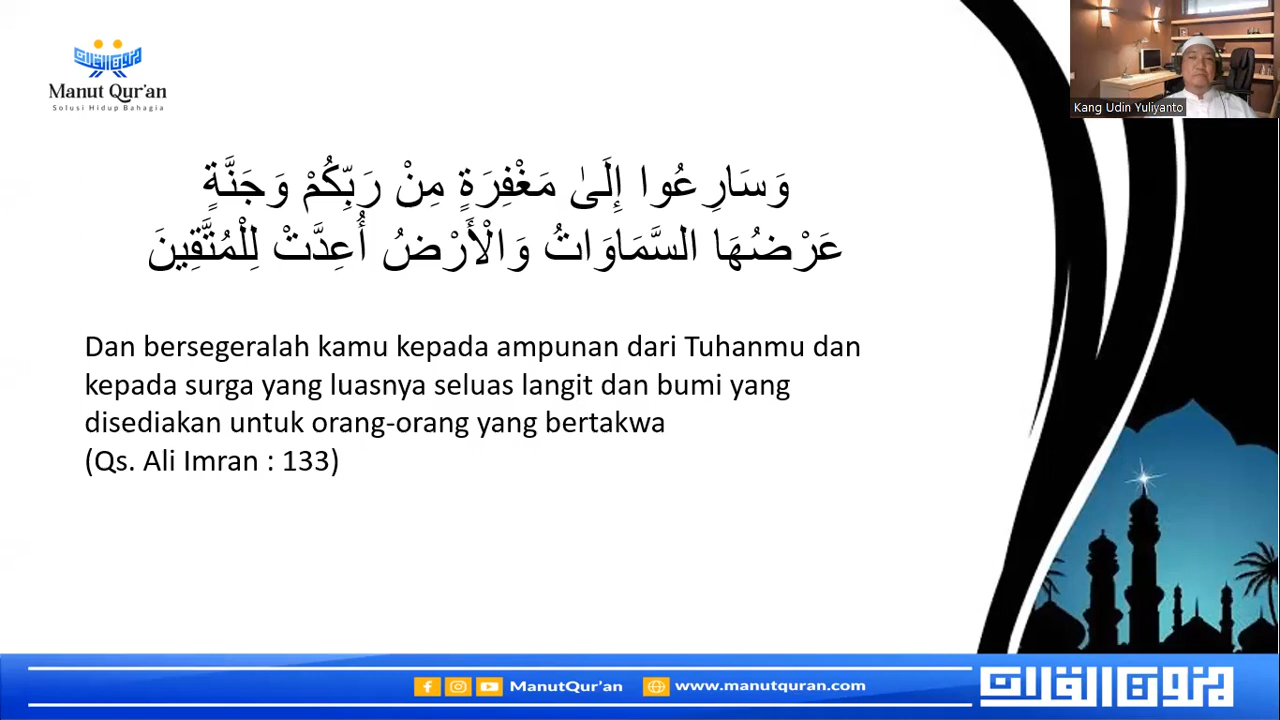 Manut Qur'an
Solusi Hidup Bahagia
Kang Udin Yuliyanto
وَسَارِعُوا إِلَىٰ مَغْفِرَةٍ مِنْ رَبِّكُمْ وَجَنَّةٍ
عَرْضُهَا السَّمَاوَاتُ وَالْأَرْضُ أُعِدَّتْ لِلْمُتَّقِينَ
Dan bersegeralah kamu kepada ampunan dari Tuhanmu dan
kepada surga yang luasnya seluas langit dan bumi yang
disediakan untuk orang-orang yang bertakwa
(Qs. Ali Imran : 133)
ManutQur'an www.manutquran.com